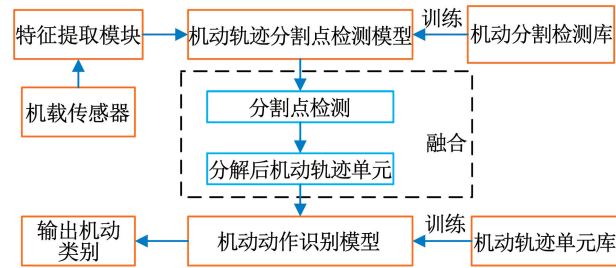 特征提取模块
机动轨迹分割点检测模型
训练
机动分割检测库
机载传感器
分割点检测
融合
分解后机动轨迹单元
输出机动
类别
机动动作识别模型
训练
机动轨迹单元库